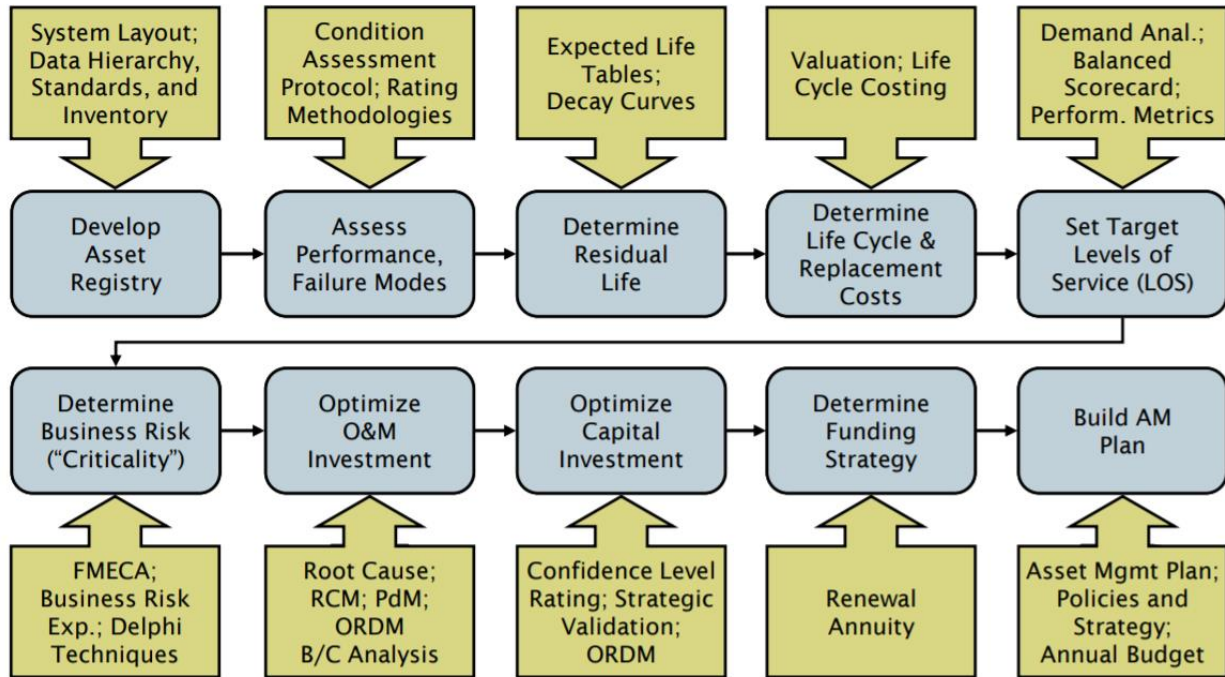 System Layout;
Data Hierarchy,
Standards, and
Inventory
Condition
Assessment
Protocol; Rating
Methodologies
Expected Life
Tables;
Decay Curves
Valuation; Life
Cycle Costing
Demand Anal.;
Balanced
Scorecard;
Perform. Metrics
Develop
Asset
Registry
Assess
Performance,
Failure Modes
Determine
Residual
Life
Determine
Life Cycle &
Replacement
Costs
Set Target
Levels of
Service (LOS)
Determine
Business Risk
(“Criticality”)
Optimize
O&M
Investment
Optimize
Capital
Investment
Determine
Funding
Strategy
Build AM
Plan
FMECA;
Business Risk
Exp.; Delphi
Techniques
Root Cause;
RCM; PdM;
ORDM
B/C Analysis
Confidence Level
Rating; Strategic
Validation;
ORDM
Renewal
Annuity
Asset Mgmt Plan;
Policies and
Strategy;
Annual Budget